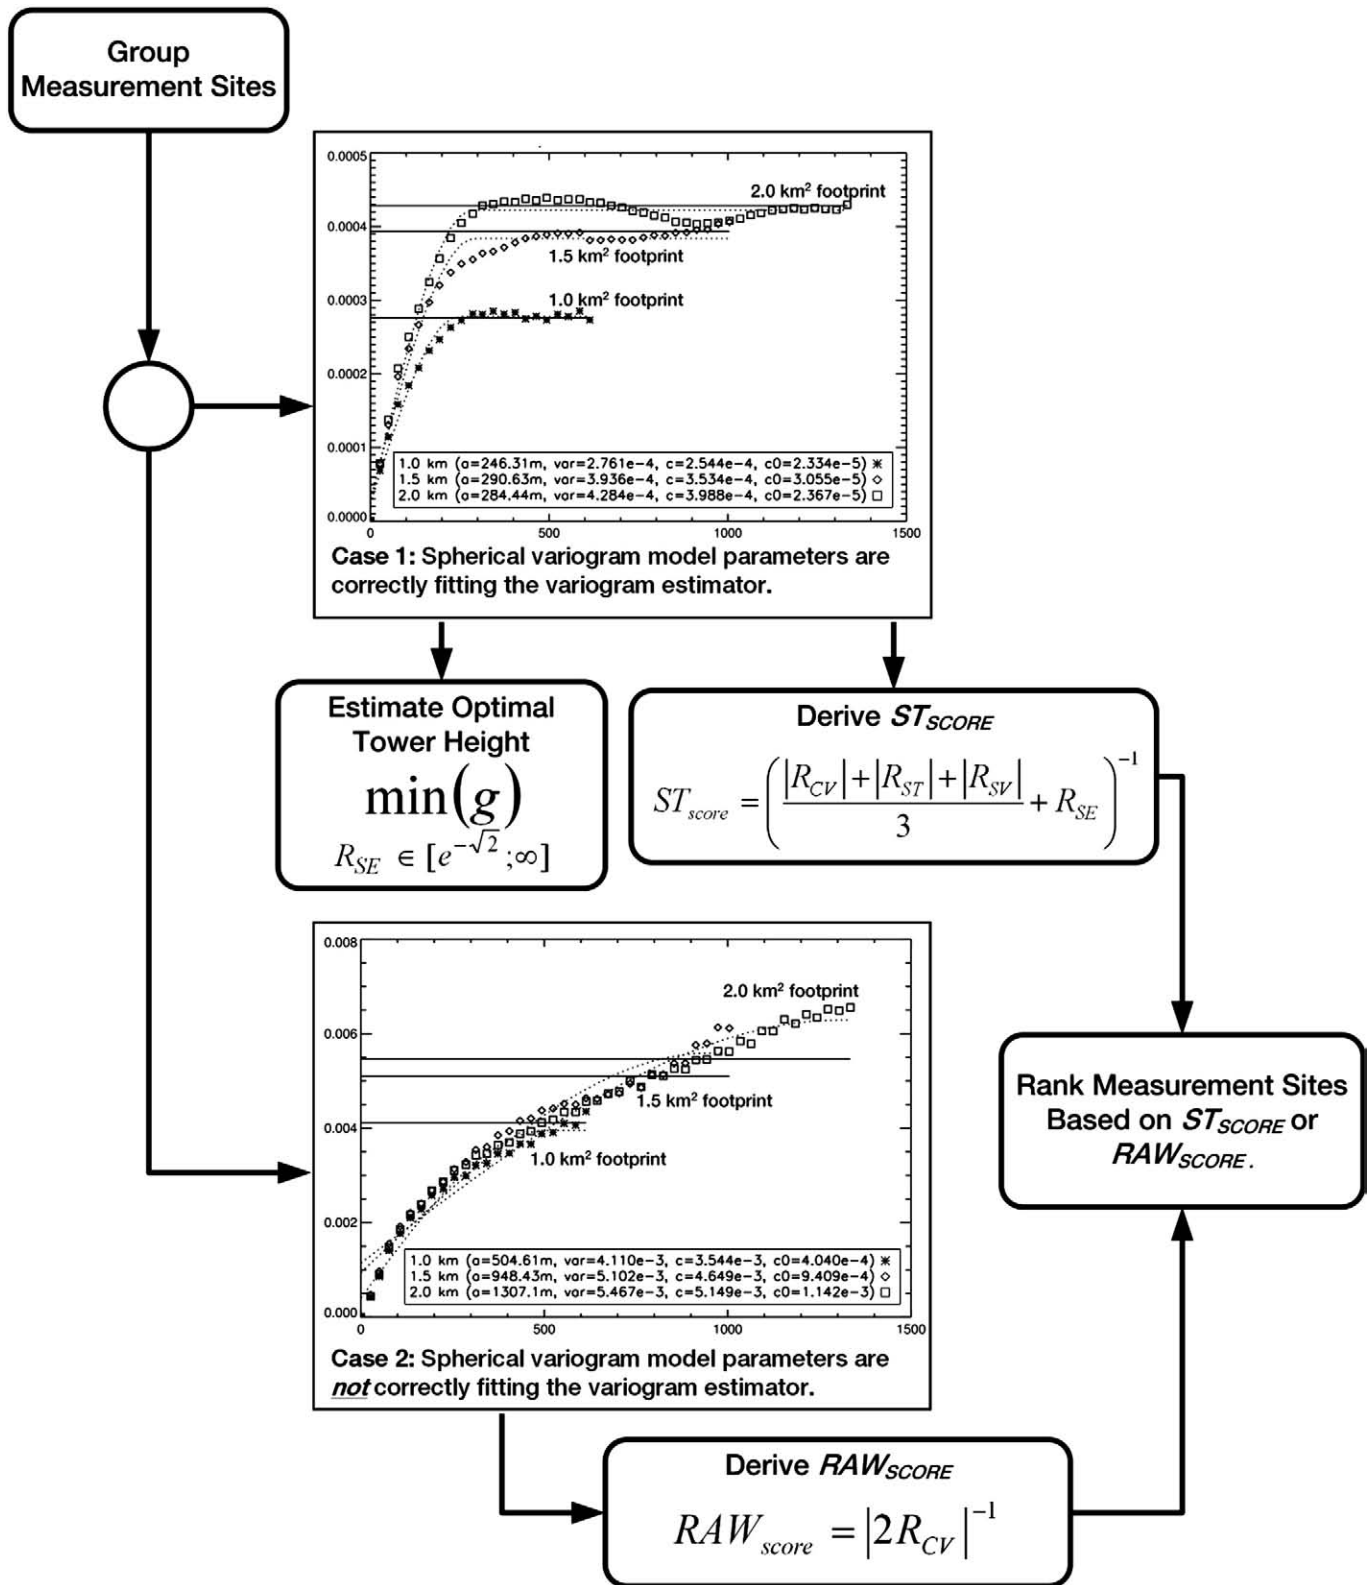 Group
Measurement Sites
0.0005
0.0004
0.0003
0.0002
0.0001
0.0000
2.0 km² footprint
1.5 km² footprint
1.0 km² footprint
1.0 km (a=246.31m, var=2.761e-4, c=2.544e-4, c0=2.334e-5)
1.5 km (a=290.63m, var=3.936e-4, c=3.534e-4, c0=3.055e-5)
2.0 km (a=284.44m, var=4.284e-4, c=3.988e-4, c0=2.367e-5)
0 500 1000 1500
Case 1: Spherical variogram model parameters are
correctly fitting the variogram estimator.
Estimate Optimal
Tower Height
min(g)
R_SE ∈ [e^{-√2} ;∞]
Derive ST_SCORE
ST_score = ((|R_CV| + |R_ST| + |R_SV|)/3 + R_SE)^{-1}
0.008
0.006
0.004
0.002
0.000
2.0 km² footprint
1.5 km² footprint
1.0 km² footprint
1.0 km (a=504.61m, var=4.110e-3, c=3.544e-3, c0=4.040e-4)
1.5 km (a=948.43m, var=5.102e-3, c=4.649e-3, c0=9.409e-4)
2.0 km (a=1307.1m, var=5.467e-3, c=5.149e-3, c0=1.142e-3)
0 500 1000 1500
Case 2: Spherical variogram model parameters are
not correctly fitting the variogram estimator.
Derive RAW_SCORE
RAW_score = |2R_CV|^{-1}
Rank Measurement Sites
Based on ST_SCORE or
RAW_SCORE.